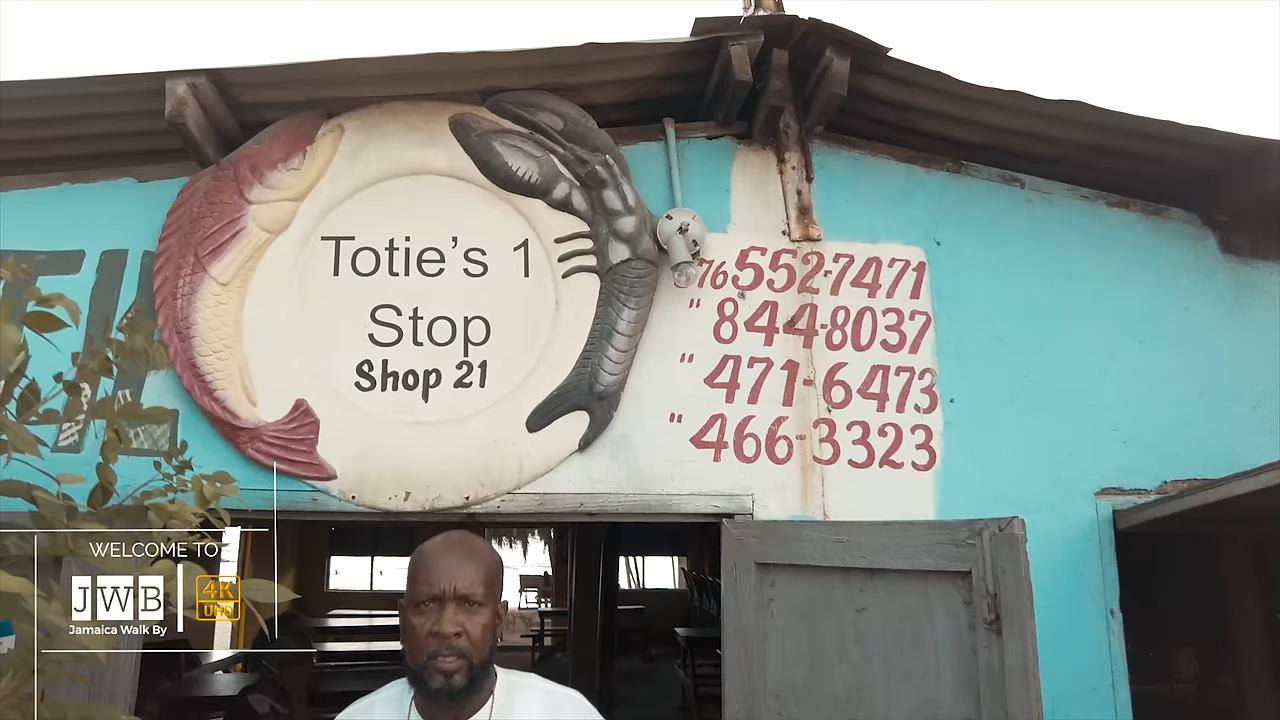 Totie's 1
Stop
Shop 21
76 552-7471
" 844-8037
" 471-6473
" 466-3323
WELCOME TO
JWB
4K
UHD
Jamaica Walk By